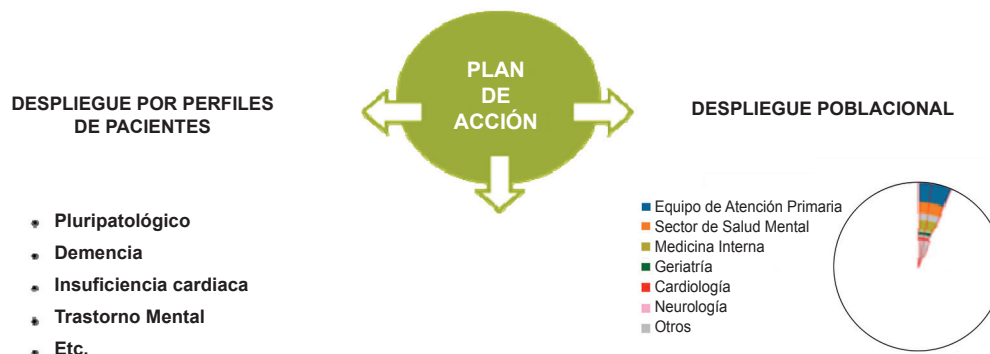 PLAN
DE
ACCIÓN
DESPLIEGUE POR PERFILES
DE PACIENTES
DESPLIEGUE POBLACIONAL
Pluripatológico
Demencia
Insuficiencia cardiaca
Trastorno Mental
Etc.
Equipo de Atención Primaria
Sector de Salud Mental
Medicina Interna
Geriatría
Cardiología
Neurología
Otros